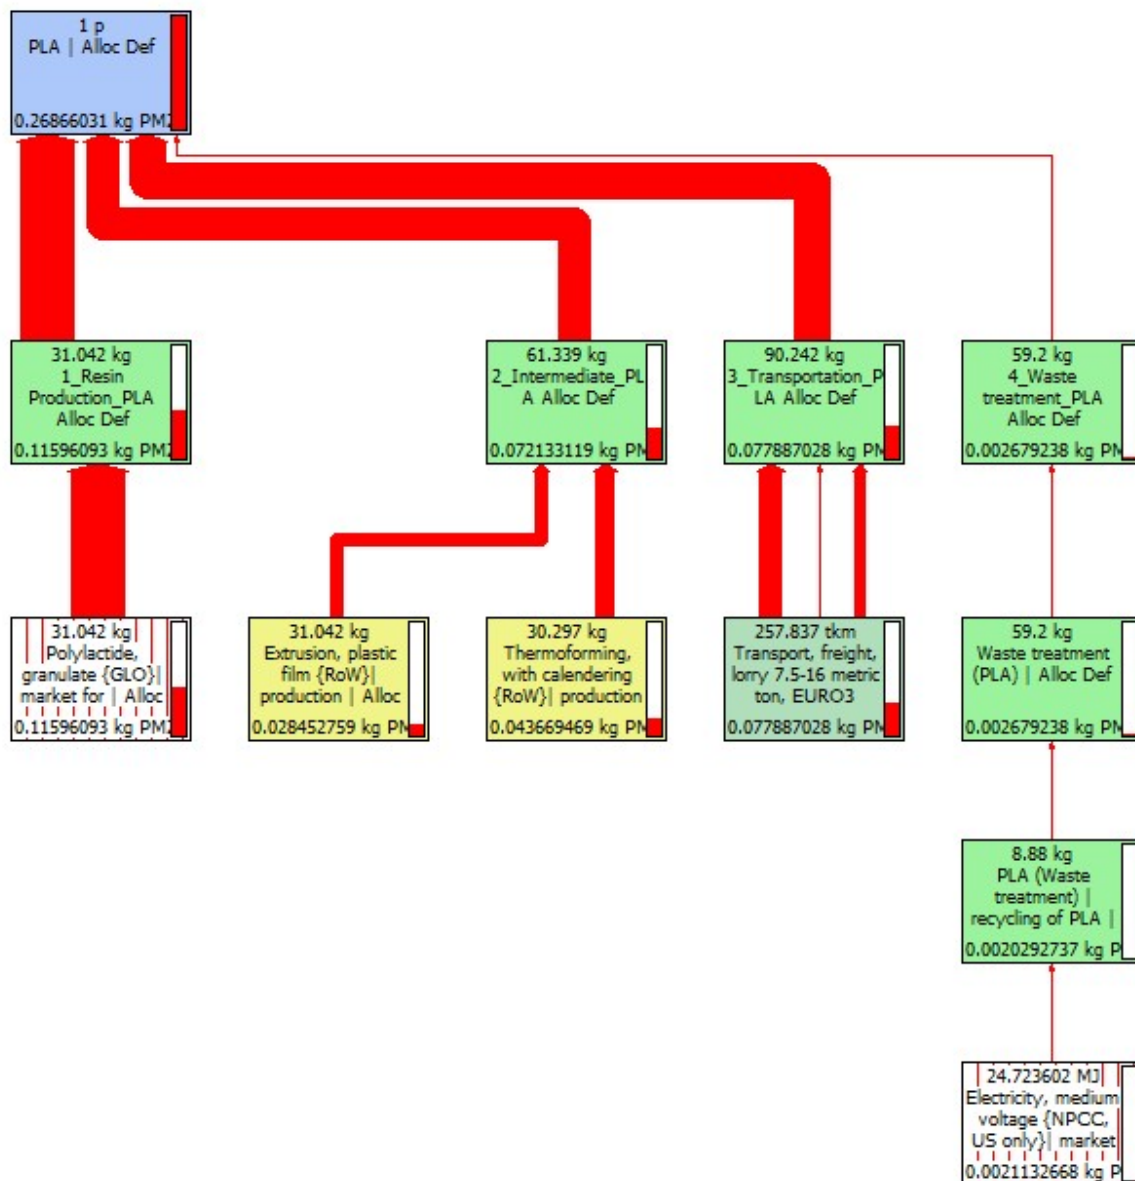 1 p
PLA | Alloc Def
0.26866031 kg PM2
31.042 kg
1_Resin
Production_PLA
Alloc Def
0.11596093 kg PM2
61.339 kg
2_Intermediate_PL
A Alloc Def
0.072133119 kg PM
90.242 kg
3_Transportation_P
LA Alloc Def
0.077887028 kg PM
59.2 kg
4_Waste
treatment_PLA
Alloc Def
0.002679238 kg PM
31.042 kg
Polylactide,
granulate {GLO}|
market for | Alloc
0.11596093 kg PM2
31.042 kg
Extrusion, plastic
film {RoW}|
production | Alloc
0.028452759 kg PM
30.297 kg
Thermoforming,
with calendering
{RoW}| production
0.043669469 kg PM
257.837 tkm
Transport, freight,
lorry 7.5-16 metric
ton, EURO3
0.077887028 kg PM
59.2 kg
Waste treatment
(PLA) | Alloc Def
0.002679238 kg PM
8.88 kg
PLA (Waste
treatment) |
recycling of PLA |
0.0020292737 kg P
24.723602 MJ
Electricity, medium
voltage {NPCC,
US only}| market
0.0021132668 kg P